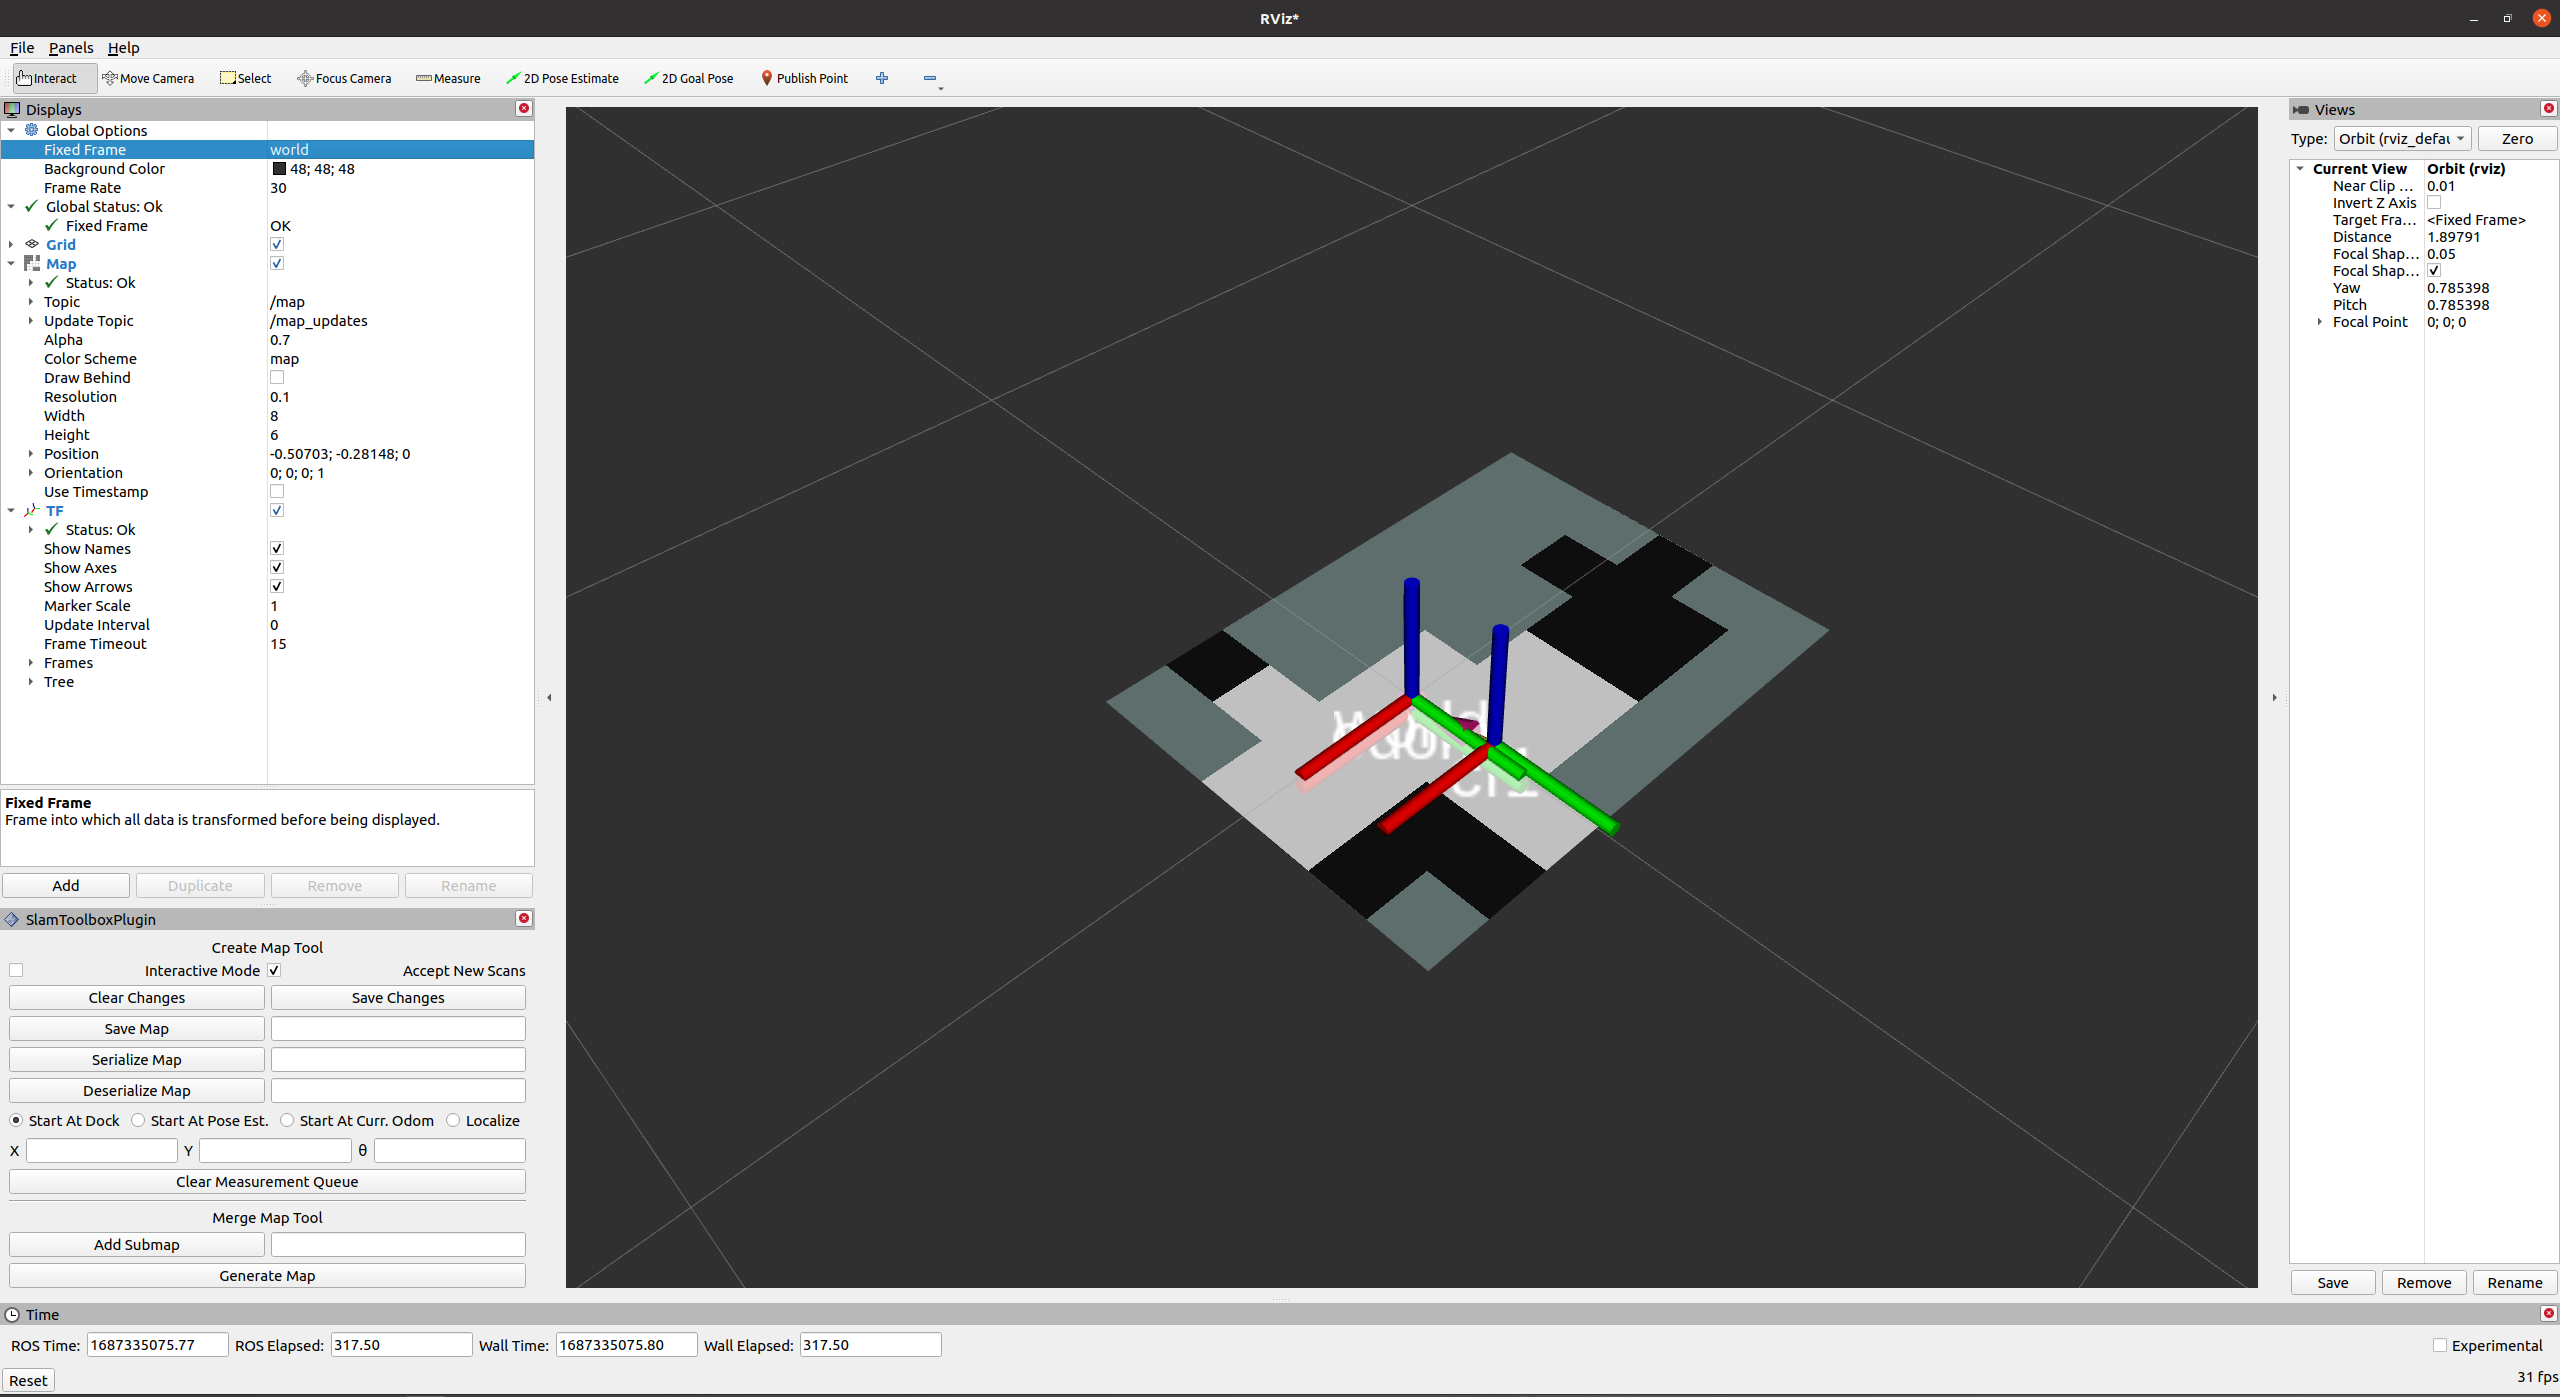 RViz*
File Panels Help
Interact Move Camera Select Focus Camera Measure 2D Pose Estimate 2D Goal Pose Publish Point
Displays
Global Options
Fixed Frame world
Background Color 48; 48; 48
Frame Rate 30
Global Status: Ok
Fixed Frame OK
Grid
Map
Status: Ok
Topic /map
Update Topic /map_updates
Alpha 0.7
Color Scheme map
Draw Behind
Resolution 0.1
Width 8
Height 6
Position -0.50703; -0.28148; 0
Orientation 0; 0; 0; 1
Use Timestamp
TF
Status: Ok
Show Names
Show Axes
Show Arrows
Marker Scale 1
Update Interval 0
Frame Timeout 15
Frames
Tree
Fixed Frame
Frame into which all data is transformed before being displayed.
Add Duplicate Remove Rename
SlamToolboxPlugin
Create Map Tool
Interactive Mode Accept New Scans
Clear Changes Save Changes
Save Map
Serialize Map
Deserialize Map
Start At Dock Start At Pose Est. Start At Curr. Odom Localize
X Y θ
Clear Measurement Queue
Merge Map Tool
Add Submap
Generate Map
Views
Type: Orbit (rviz_defau Zero
Current View Orbit (rviz)
Near Clip ... 0.01
Invert Z Axis
Target Fra... <Fixed Frame>
Distance 1.89791
Focal Shap... 0.05
Focal Shap...
Yaw 0.785398
Pitch 0.785398
Focal Point 0; 0; 0
Save Remove Rename
Time
ROS Time: 1687335075.77 ROS Elapsed: 317.50 Wall Time: 1687335075.80 Wall Elapsed: 317.50 Experimental
Reset 31 fps